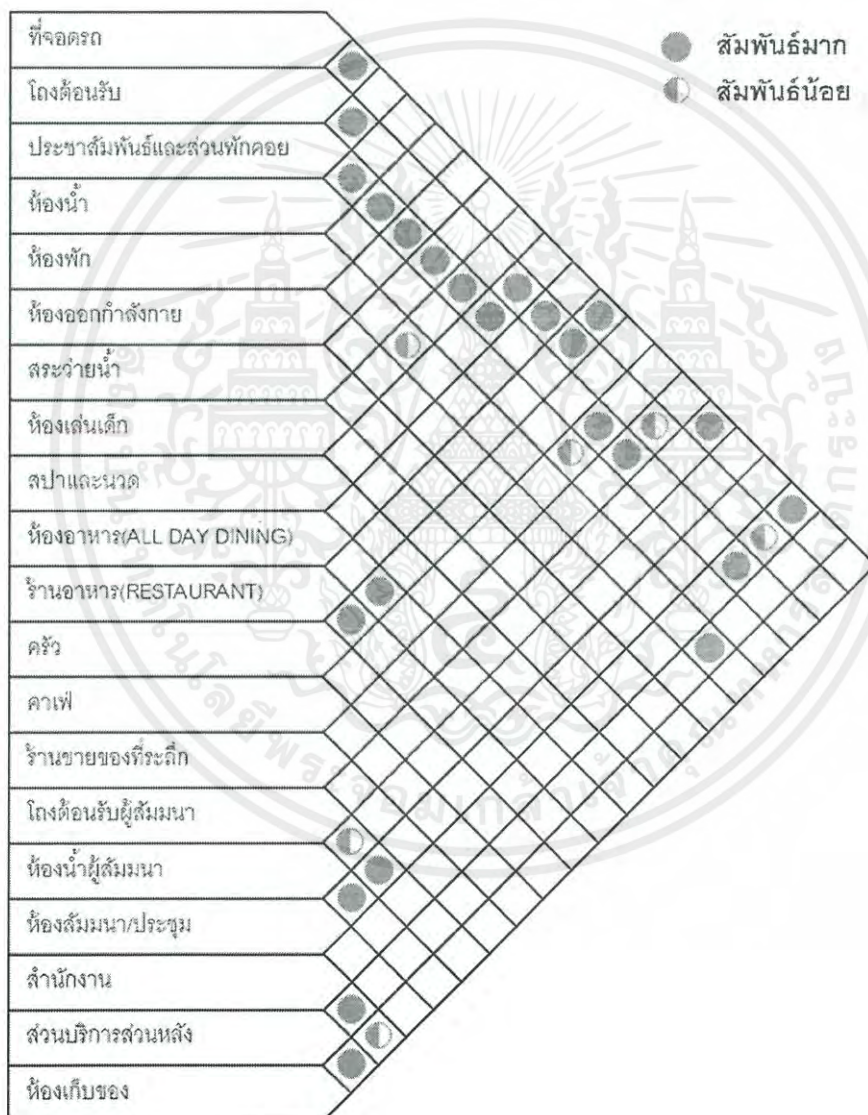 ที่จอดรถ
โถงต้อนรับ
ประชาสัมพันธ์และส่วนพักคอย
ห้องน้ำ
ห้องพัก
ห้องออกกำลังกาย
สระว่ายน้ำ
ห้องเล่นเด็ก
สปาและนวด
ห้องอาหาร(ALL DAY DINING)
ร้านอาหาร(RESTAURANT)
ครัว
คาเฟ่
ร้านขายของที่ระลึก
โถงต้อนรับผู้สัมมนา
ห้องน้ำผู้สัมมนา
ห้องสัมมนา/ประชุม
สำนักงาน
ส่วนบริการส่วนหลัง
ห้องเก็บของ
สัมพันธ์มาก
สัมพันธ์น้อย